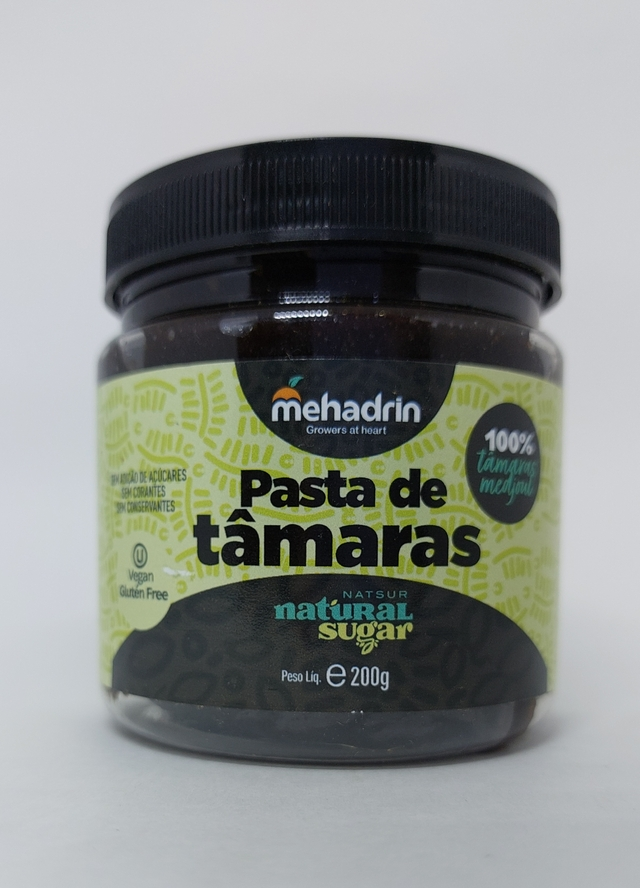 mehadrin
Growers at heart
100%
tâmaras
medjoul
SEM ADIÇÃO DE AÇÚCARES
SEM CORANTES
SEM CONSERVANTES
Pasta de
tâmaras
U
Vegan
Gluten Free
NATSUR
natural
sugar
Peso Líq. e 200g